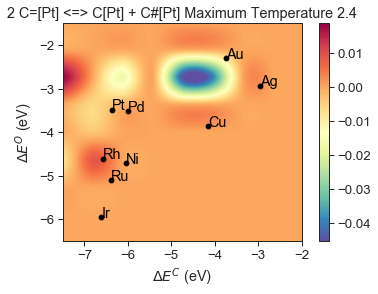 2 C=[Pt] <=> C[Pt] + C#[Pt] Maximum Temperature 2.4
−2
−3
−4
−5
−6
ΔE^O (eV)
−7 −6 −5 −4 −3 −2
ΔE^C (eV)
Au
Ag
Pt
Pd
Cu
Rh
Ni
Ru
Ir
0.01
0.00
−0.01
−0.02
−0.03
−0.04